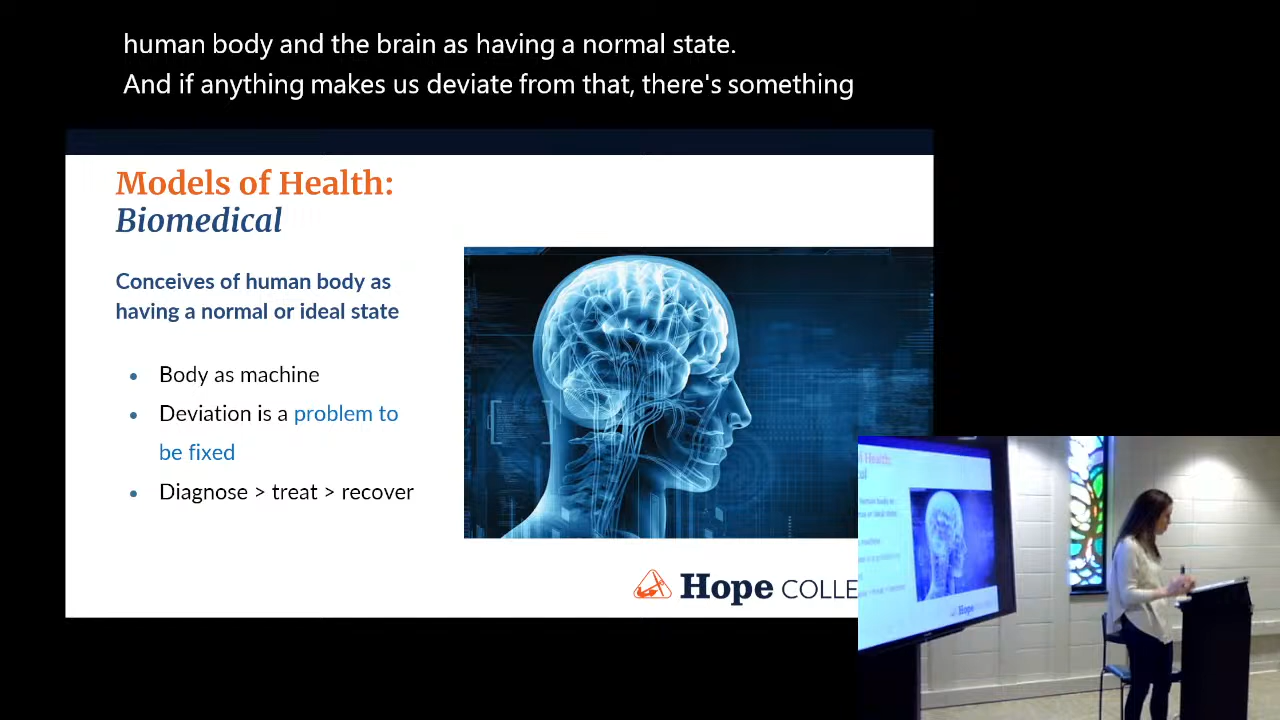 human body and the brain as having a normal state.
And if anything makes us deviate from that, there's something
Models of Health:
Biomedical
Conceives of human body as
having a normal or ideal state
• Body as machine
• Deviation is a problem to
be fixed
• Diagnose > treat > recover
Hope COLLE
Health:
Hope